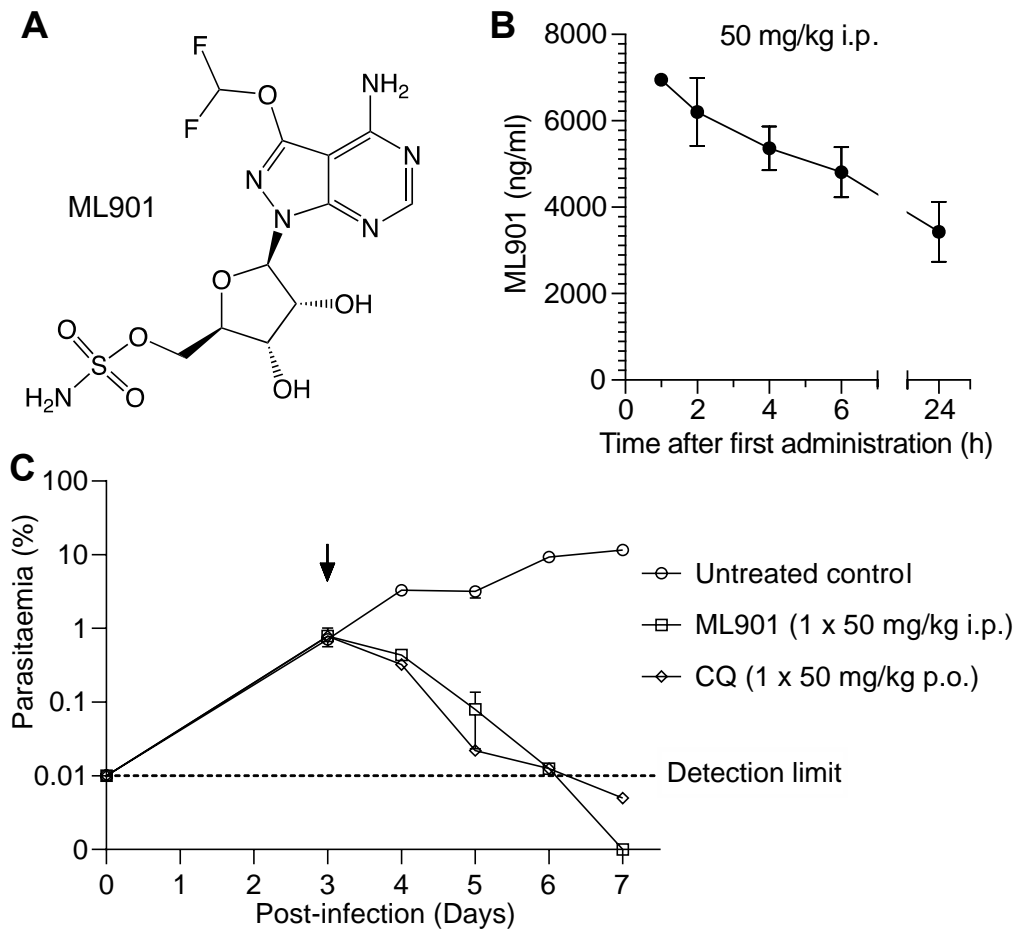 A
F
F
O
NH₂
N
N
N
N
ML901
O
OH
OH
O
O
S
O
H₂N
B
50 mg/kg i.p.
8000
6000
4000
2000
0
ML901 (ng/ml)
0 2 4 6 24
Time after first administration (h)
C
100
10
1
0.1
0.01
0
Parasitaemia (%)
0 1 2 3 4 5 6 7
Post-infection (Days)
Untreated control
ML901 (1 x 50 mg/kg i.p.)
CQ (1 x 50 mg/kg p.o.)
Detection limit